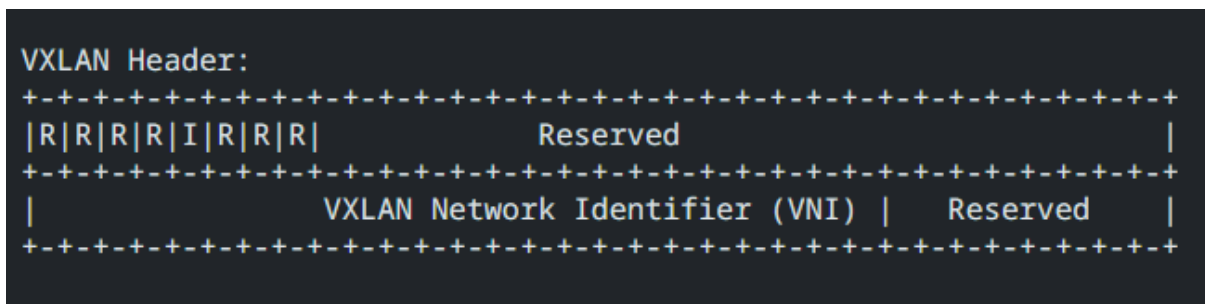 VXLAN Header:
+-+-+-+-+-+-+-+-+-+-+-+-+-+-+-+-+-+-+-+-+-+-+-+-+-+-+-+-+-+-+-+-+
|R|R|R|R|I|R|R|R|            Reserved                           |
+-+-+-+-+-+-+-+-+-+-+-+-+-+-+-+-+-+-+-+-+-+-+-+-+-+-+-+-+-+-+-+-+
|                VXLAN Network Identifier (VNI) |   Reserved    |
+-+-+-+-+-+-+-+-+-+-+-+-+-+-+-+-+-+-+-+-+-+-+-+-+-+-+-+-+-+-+-+-+